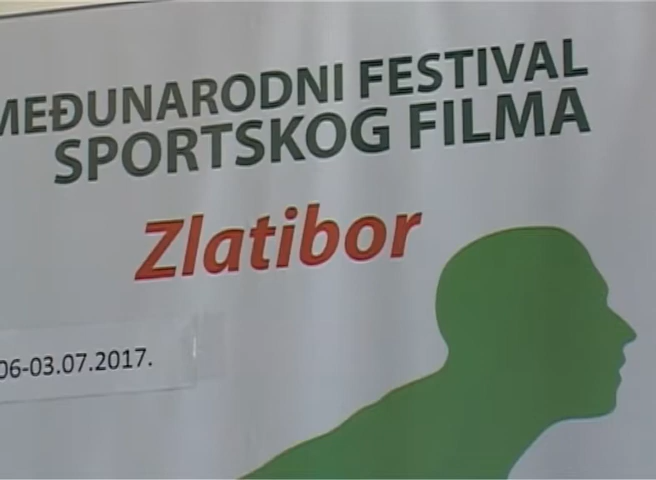 MEĐUNARODNI FESTIVAL
SPORTSKOG FILMA
Zlatibor
06-03.07.2017.